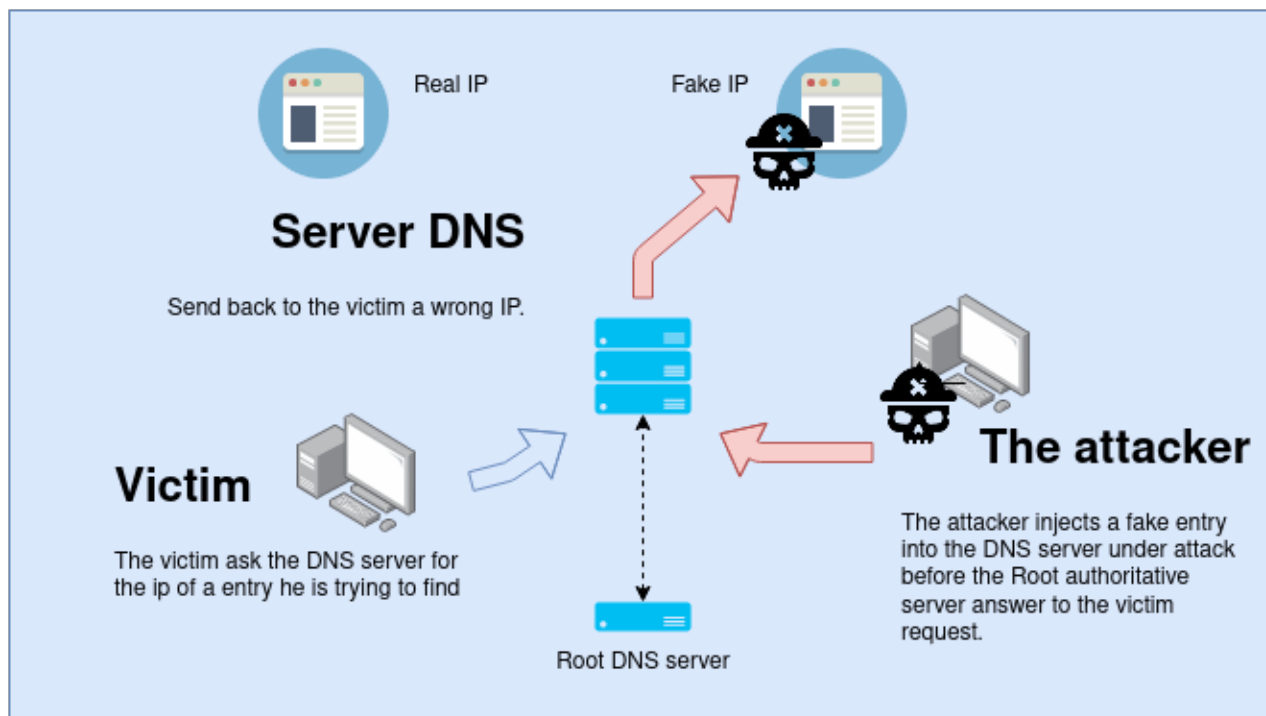 Real IP
Fake IP
Server DNS
Send back to the victim a wrong IP.
Victim
The victim ask the DNS server for
the ip of a entry he is trying to find
The attacker
The attacker injects a fake entry
into the DNS server under attack
before the Root authoritative
server answer to the victim
request.
Root DNS server